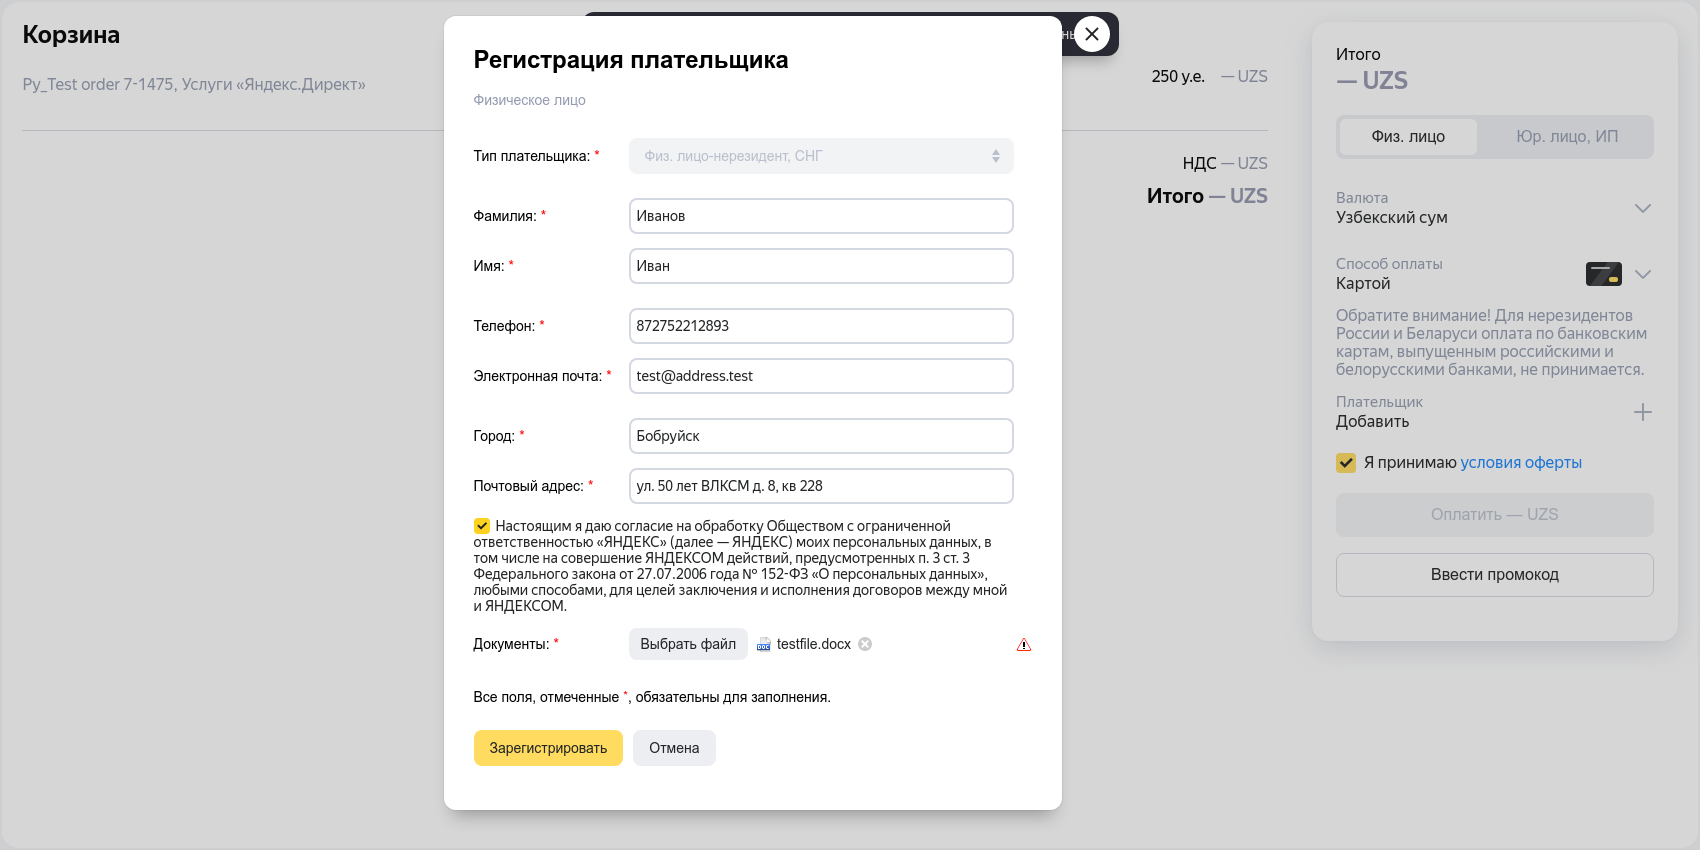 Корзина
Py_Test order 7-1475, Услуги «Яндекс.Директ»
250 у.е. — UZS
НДС — UZS
Итого — UZS
Регистрация плательщика
Физическое лицо
Тип плательщика: * Физ. лицо-нерезидент, СНГ
Фамилия: * Иванов
Имя: * Иван
Телефон: * 872752212893
Электронная почта: * test@address.test
Город: * Бобруйск
Почтовый адрес: * ул. 50 лет ВЛКСМ д. 8, кв 228
Настоящим я даю согласие на обработку Обществом с ограниченной
ответственностью «ЯНДЕКС» (далее — ЯНДЕКС) моих персональных данных, в
том числе на совершение ЯНДЕКСОМ действий, предусмотренных п. 3 ст. 3
Федерального закона от 27.07.2006 года № 152-ФЗ «О персональных данных»,
любыми способами, для целей заключения и исполнения договоров между мной
и ЯНДЕКСОМ.
Документы: * Выбрать файл DOC testfile.docx
Все поля, отмеченные *, обязательны для заполнения.
Зарегистрировать Отмена
Итого
— UZS
Физ. лицо Юр. лицо, ИП
Валюта
Узбекский сум
Способ оплаты
Картой
Обратите внимание! Для нерезидентов
России и Беларуси оплата по банковским
картам, выпущенным российскими и
белорусскими банками, не принимается.
Плательщик
Добавить
Я принимаю условия оферты
Оплатить — UZS
Ввести промокод